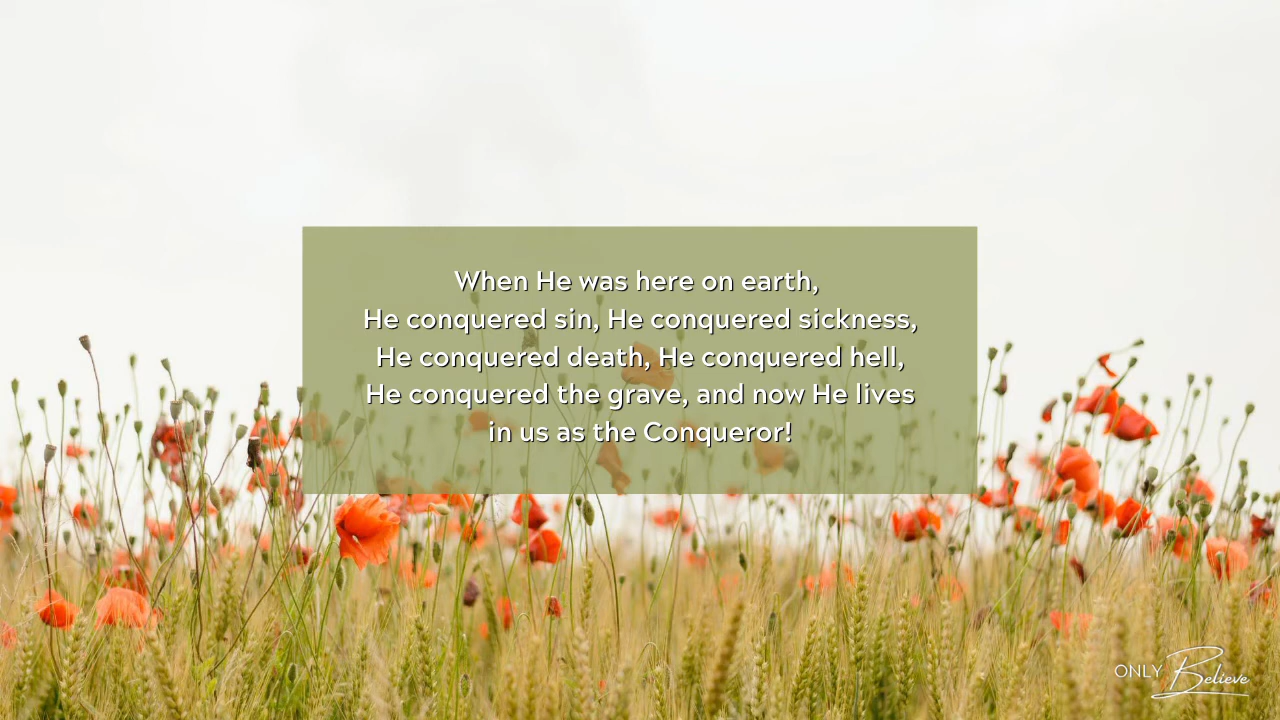 When He was here on earth,
He conquered sin, He conquered sickness,
He conquered death, He conquered hell,
He conquered the grave, and now He lives
in us as the Conqueror!
ONLY Believe